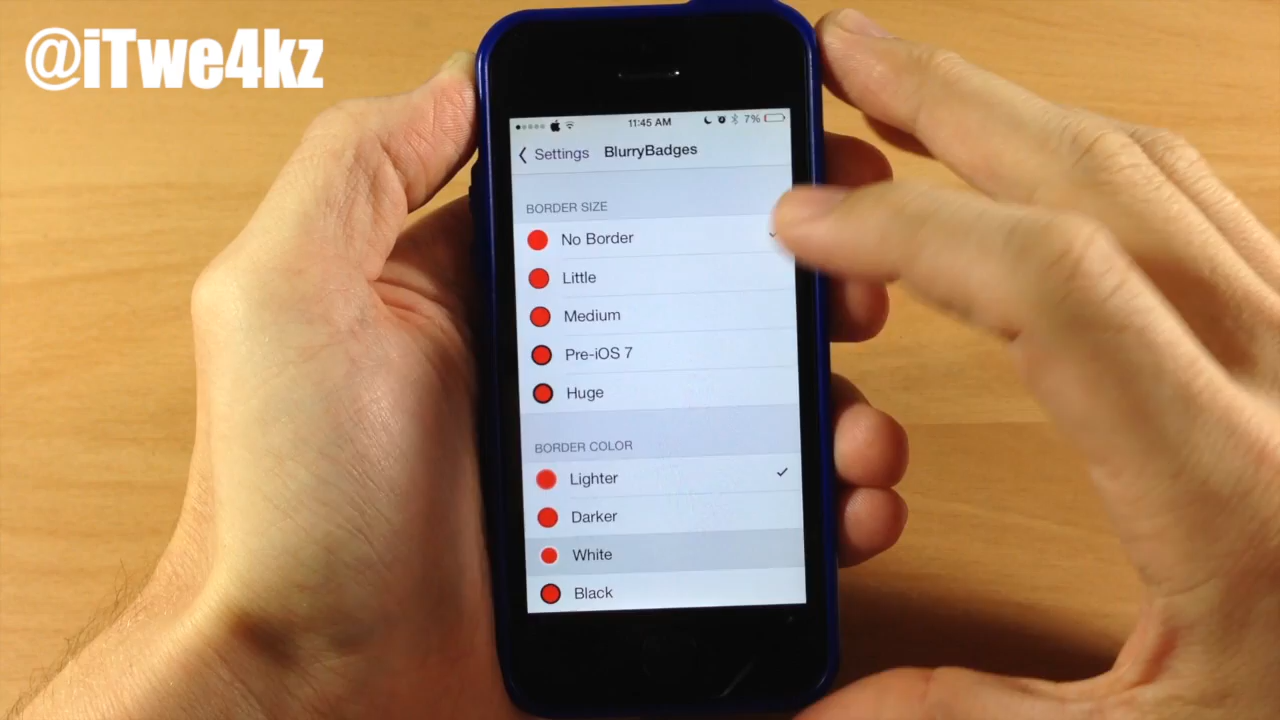 @iTwe4kz
11:45 AM 7%
Settings BlurryBadges
BORDER SIZE
No Border
Little
Medium
Pre-iOS 7
Huge
BORDER COLOR
Lighter
Darker
White
Black